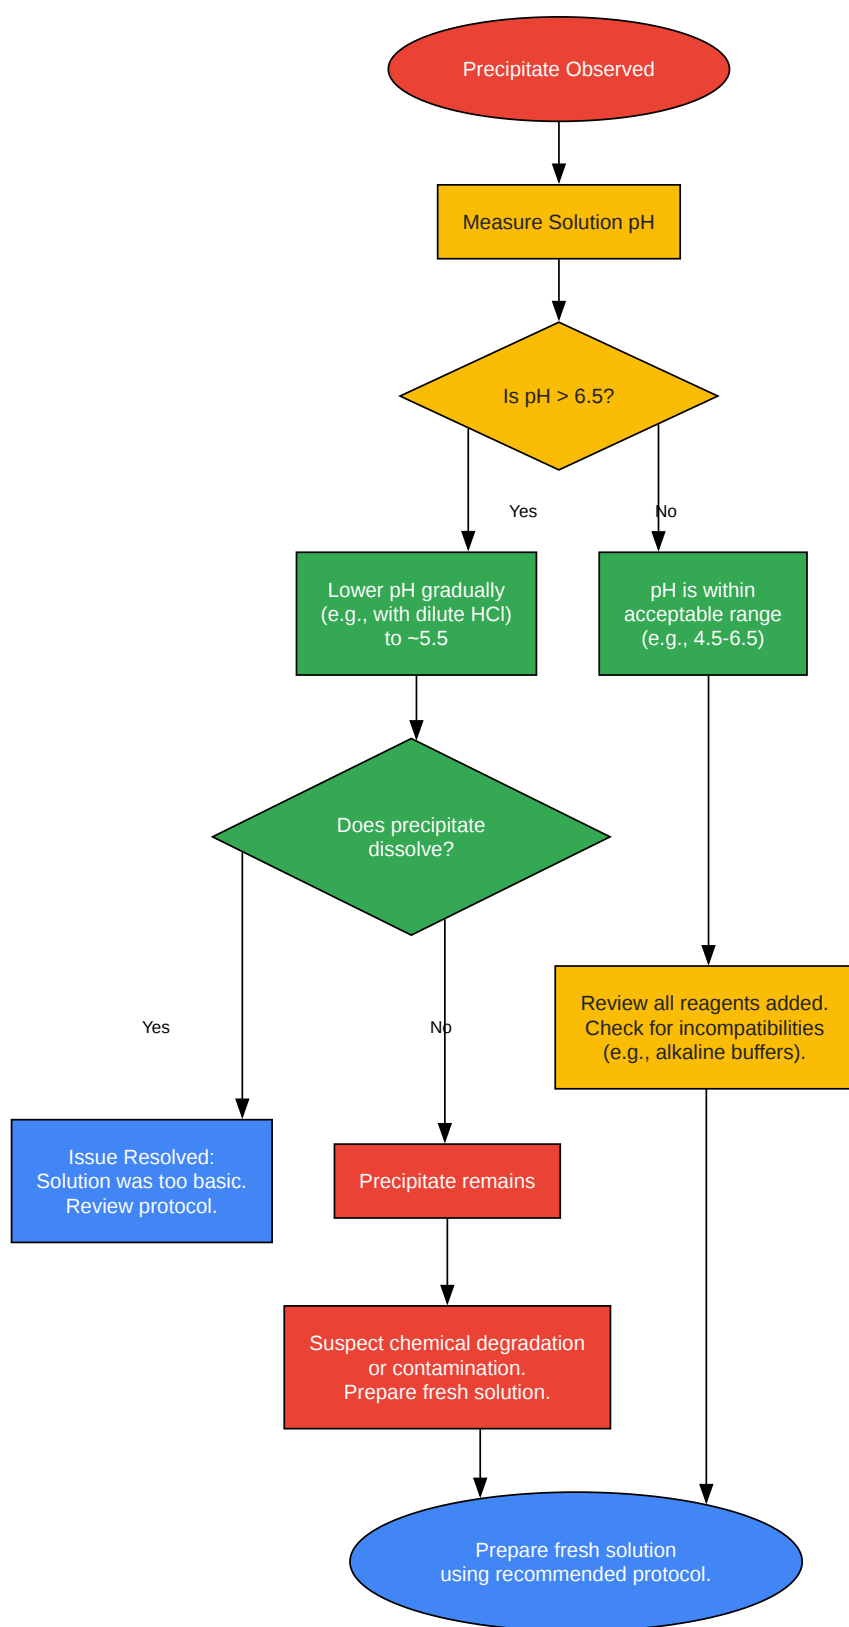 Precipitate Observed
Measure Solution pH
Is pH > 6.5?
Yes
No
Lower pH gradually
(e.g., with dilute HCl)
to ~5.5
pH is within
acceptable range
(e.g., 4.5-6.5)
Does precipitate
dissolve?
Review all reagents added.
Check for incompatibilities
(e.g., alkaline buffers).
Yes
No
Issue Resolved:
Solution was too basic.
Review protocol.
Precipitate remains
Suspect chemical degradation
or contamination.
Prepare fresh solution.
Prepare fresh solution
using recommended protocol.